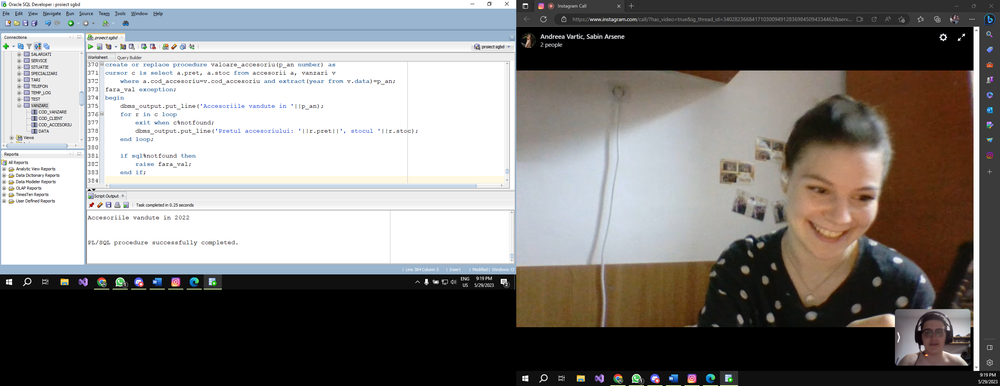 Oracle SQL Developer : proiect sgbd
File Edit View Navigate Run Source Team Tools Window Help
Connections
SALARIATI
SERVICE
SITUATIE
SPECIALIZARI
TARI
TELEFON
TEMP_LOG
TEST
VANZARI
COD_VANZARE
COD_CLIENT
COD_ACCESORIU
DATA
Views
Reports
All Reports
Analytic View Reports
Data Dictionary Reports
Data Modeler Reports
OLAP Reports
TimesTen Reports
User Defined Reports
proiect sgbd
proiect sgbd
Worksheet Query Builder
370 create or replace procedure valoare_accesoriu(p_an number) as
371 cursor c is select a.pret, a.stoc from accesorii a, vanzari v
372 where a.cod_accesoriu=v.cod_accesoriu and extract(year from v.data)=p_an;
373 fara_val exception;
374 begin
375 dbms_output.put_line('Accesoriile vandute in '||p_an);
376 for r in c loop
377 exit when c%notfound;
378 dbms_output.put_line('Pretul accesoriului: '||r.pret||', stocul '||r.stoc);
379 end loop;
380
381 if sql%notfound then
382 raise fara_val;
383 end if;
384
Script Output
Task completed in 0.25 seconds
Accesoriile vandute in 2022
PL/SQL procedure successfully completed.
Line 384 Column 5 | Insert | Modified | Windows: CF
1
ENG
US
9:19 PM
5/29/2023
2
Instagram Call
https://www.instagram.com/call/?has_video=true&ig_thread_id=340282366841710300949128369845094334462&serv...
Andreea Vartic, Sabin Arsene
2 people
1
9:19 PM
5/29/2023